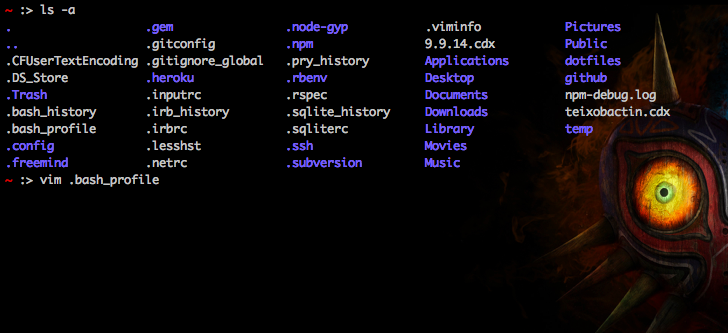 ~ :> ls -a
. .gem .node-gyp .viminfo Pictures
.. .gitconfig .npm 9.9.14.cdx Public
.CFUserTextEncoding .gitignore_global .pry_history Applications dotfiles
.DS_Store .heroku .rbenv Desktop github
.Trash .inputrc .rspec Documents npm-debug.log
.bash_history .irb_history .sqlite_history Downloads teixobactin.cdx
.bash_profile .irbrc .sqliterc Library temp
.config .lesshst .ssh Movies
.freemind .netrc .subversion Music
~ :> vim .bash_profile